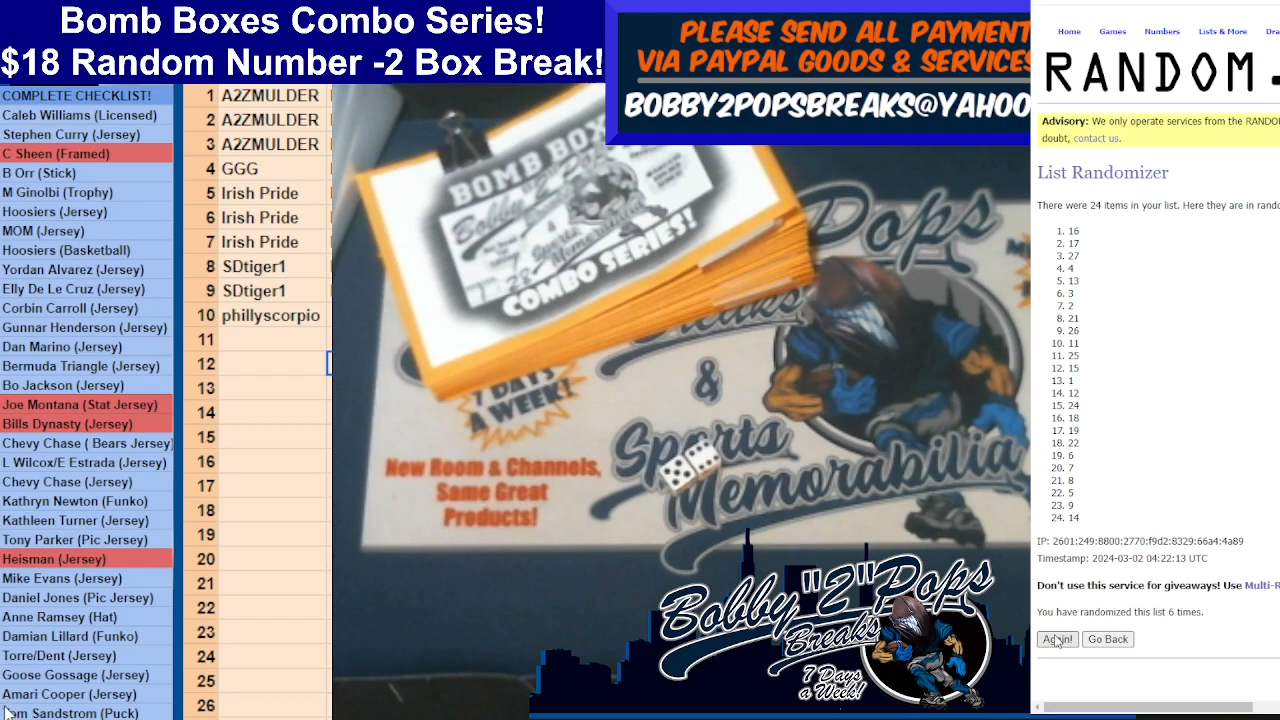 Bomb Boxes Combo Series!
$18 Random Number -2 Box Break!
PLEASE SEND ALL PAYMENT
VIA PAYPAL GOODS & SERVICES
BOBBY2POPSBREAKS@YAHOO
COMPLETE CHECKLIST!
Caleb Williams (Licensed)
Stephen Curry (Jersey)
C Sheen (Framed)
B Orr (Stick)
M Ginolbi (Trophy)
Hoosiers (Jersey)
MOM (Jersey)
Hoosiers (Basketball)
Yordan Alvarez (Jersey)
Elly De Le Cruz (Jersey)
Corbin Carroll (Jersey)
Gunnar Henderson (Jersey)
Dan Marino (Jersey)
Bermuda Triangle (Jersey)
Bo Jackson (Jersey)
Joe Montana (Stat Jersey)
Bills Dynasty (Jersey)
Chevy Chase ( Bears Jersey)
L Wilcox/E Estrada (Jersey)
Chevy Chase (Jersey)
Kathryn Newton (Funko)
Kathleen Turner (Jersey)
Tony Parker (Pic Jersey)
Heisman (Jersey)
Mike Evans (Jersey)
Daniel Jones (Pic Jersey)
Anne Ramsey (Hat)
Damian Lillard (Funko)
Torre/Dent (Jersey)
Goose Gossage (Jersey)
Amari Cooper (Jersey)
Tom Sandstrom (Puck)
1 A2ZMULDER
2 A2ZMULDER
3 A2ZMULDER
4 GGG
5 Irish Pride
6 Irish Pride
7 Irish Pride
8 SDtiger1
9 SDtiger1
10 phillyscorpio
11
12
13
14
15
16
17
18
19
20
21
22
23
24
25
26
BOMB BOX
Bobby "2" Pops
Sports
Memorabilia
COMBO SERIES!
Pops
Breaks
&
7 DAYS
A WEEK!
Sports
Memorabilia
New Room & Channels,
Same Great
Products!
Bobby "2" Pops
Breaks
7 Days
a Week!
Home Games Numbers Lists & More Dra
RANDOM.
Advisory: We only operate services from the RANDO
doubt, contact us.
List Randomizer
There were 24 items in your list. Here they are in rando
1. 16
2. 17
3. 27
4. 4
5. 13
6. 3
7. 2
8. 21
9. 26
10. 11
11. 25
12. 15
13. 1
14. 12
15. 24
16. 18
17. 19
18. 22
19. 6
20. 7
21. 8
22. 5
23. 9
24. 14
IP: 2601:249:8800:2770:f9d2:8329:66a4:4a89
Timestamp: 2024-03-02 04:22:13 UTC
Don't use this service for giveaways! Use Multi-R
You have randomized this list 6 times.
Again! Go Back